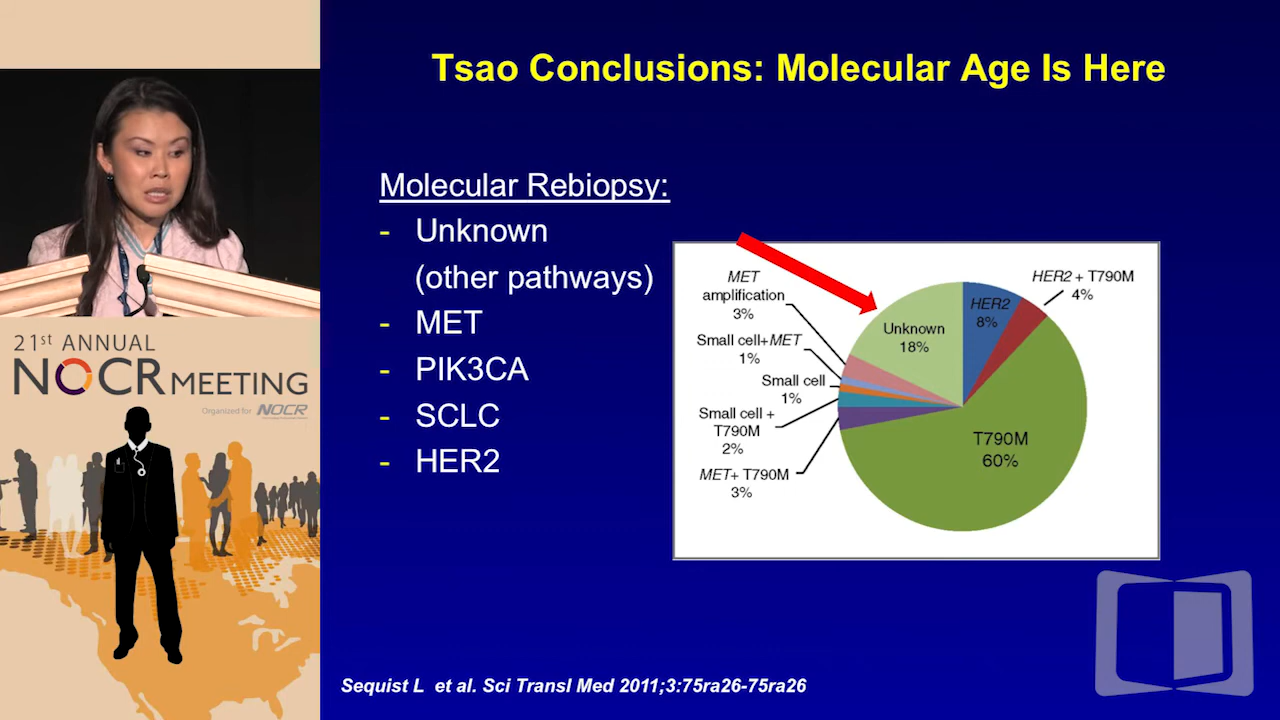 Tsao Conclusions: Molecular Age Is Here
Molecular Rebiopsy:
- Unknown
(other pathways)
- MET
- PIK3CA
- SCLC
- HER2
MET
amplification
3%
Small cell+MET
1%
Small cell
1%
Small cell +
T790M
2%
MET+ T790M
3%
Unknown
18%
HER2
8%
HER2 + T790M
4%
T790M
60%
Sequist L et al. Sci Transl Med 2011;3:75ra26-75ra26
21st ANNUAL
NOCR MEETING
Organized for NOCR